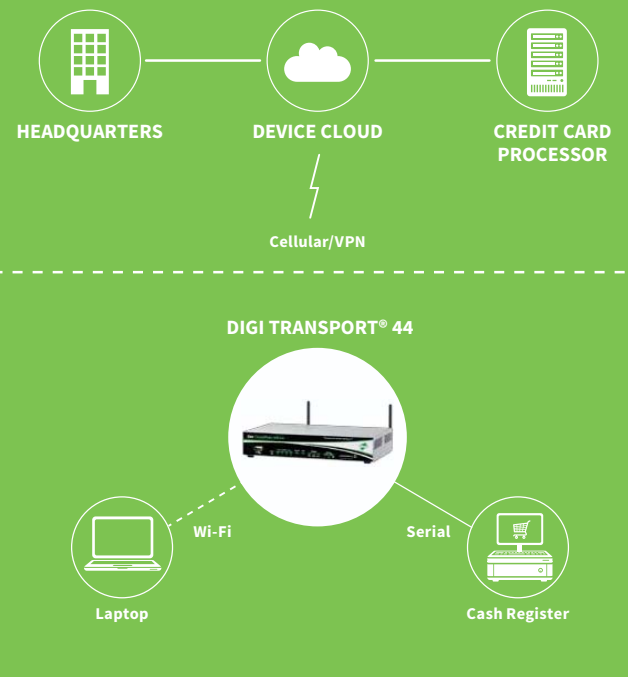 HEADQUARTERS
DEVICE CLOUD
CREDIT CARD
PROCESSOR
Cellular/VPN
DIGI TRANSPORT® 44
Wi-Fi
Serial
Laptop
Cash Register